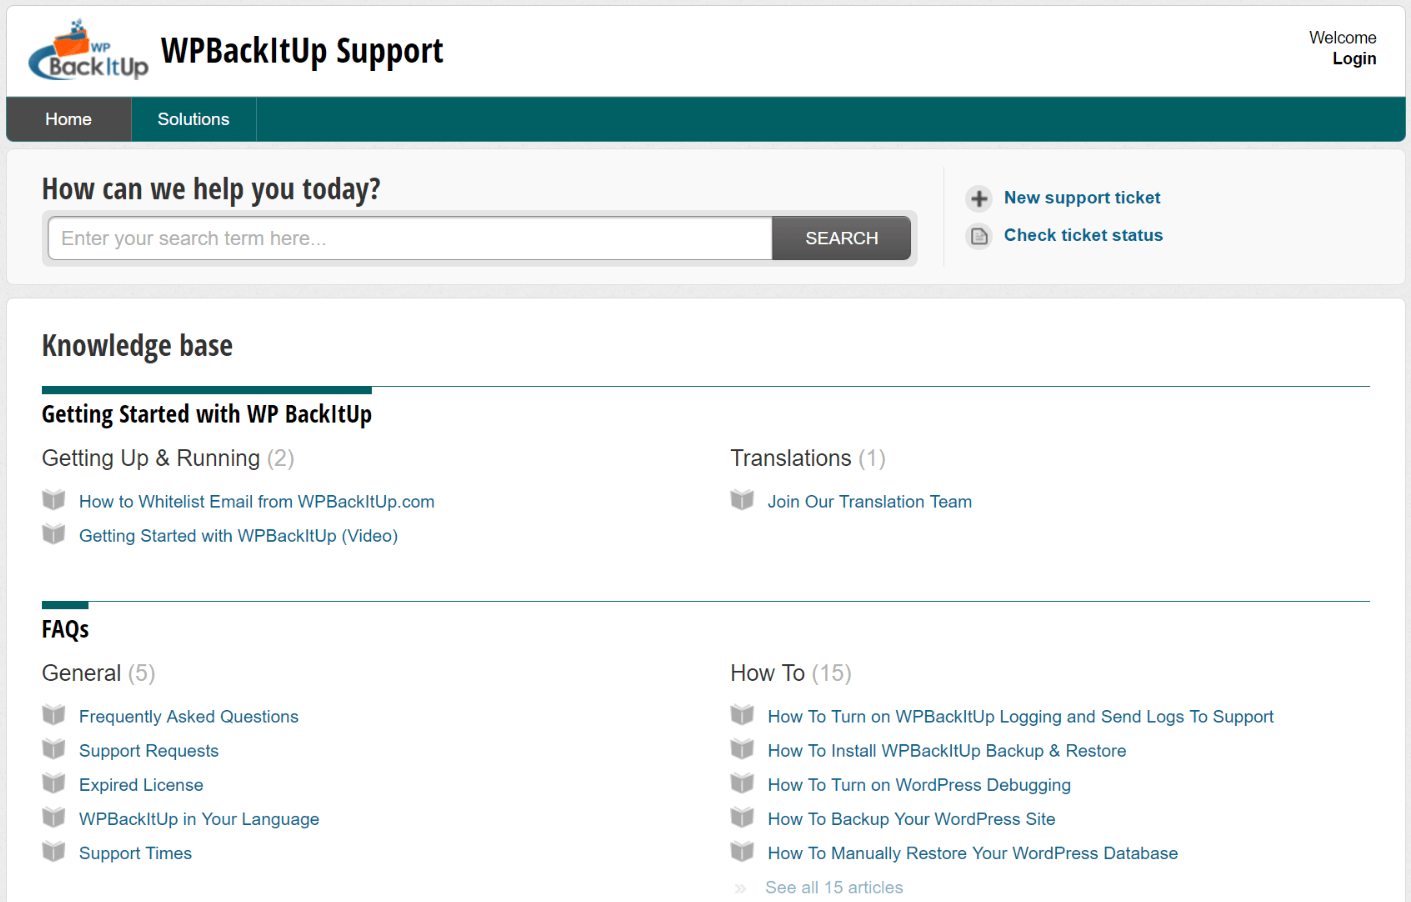 WP
BackItUp
WPBackItUp Support
Welcome
Login
Home
Solutions
How can we help you today?
Enter your search term here...
SEARCH
New support ticket
Check ticket status
Knowledge base
Getting Started with WP BackItUp
Getting Up & Running (2)
How to Whitelist Email from WPBackItUp.com
Getting Started with WPBackItUp (Video)
Translations (1)
Join Our Translation Team
FAQs
General (5)
Frequently Asked Questions
Support Requests
Expired License
WPBackItUp in Your Language
Support Times
How To (15)
How To Turn on WPBackItUp Logging and Send Logs To Support
How To Install WPBackItUp Backup & Restore
How To Turn on WordPress Debugging
How To Backup Your WordPress Site
How To Manually Restore Your WordPress Database
» See all 15 articles